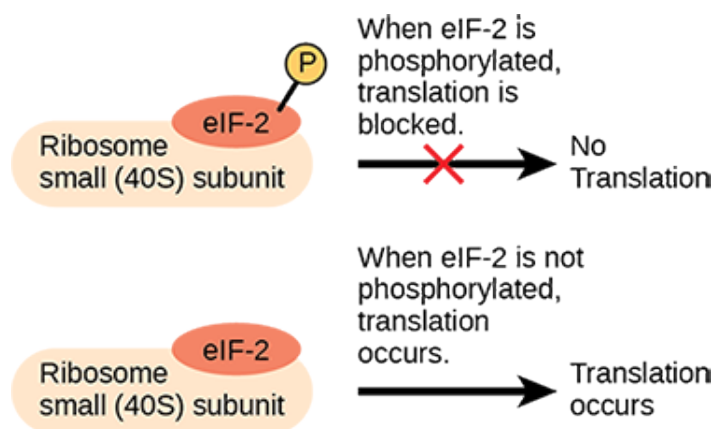 When eIF-2 is
phosphorylated,
translation is
blocked.
P
eIF-2
Ribosome
small (40S) subunit
No
Translation
When eIF-2 is not
phosphorylated,
translation
occurs.
eIF-2
Ribosome
small (40S) subunit
Translation
occurs